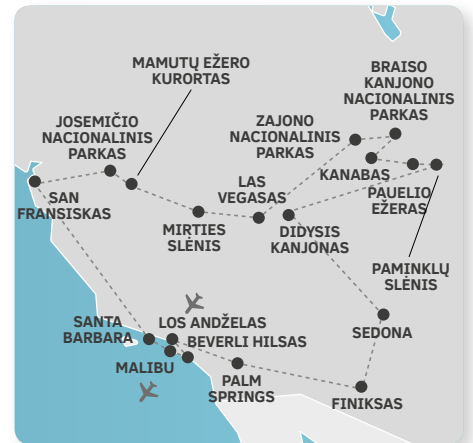 MAMUTŲ EŽERO
KURORTAS
BRAISO
KANJONO
NACIONALINIS
PARKAS
JOSEMIČIO
NACIONALINIS
PARKAS
ZAJONO
NACIONALINIS
PARKAS
SAN
FRANSISKAS
MIRTIES
SLĖNIS
LAS
VEGASAS
KANABAS
PAUELIO
EŽERAS
DIDYSIS
KANJONAS
PAMINKLŲ
SLĖNIS
SANTA
BARBARA
LOS ANDŽELAS
BEVERLI HILSAS
MALIBU
PALM
SPRINGS
SEDONA
FINIKSAS